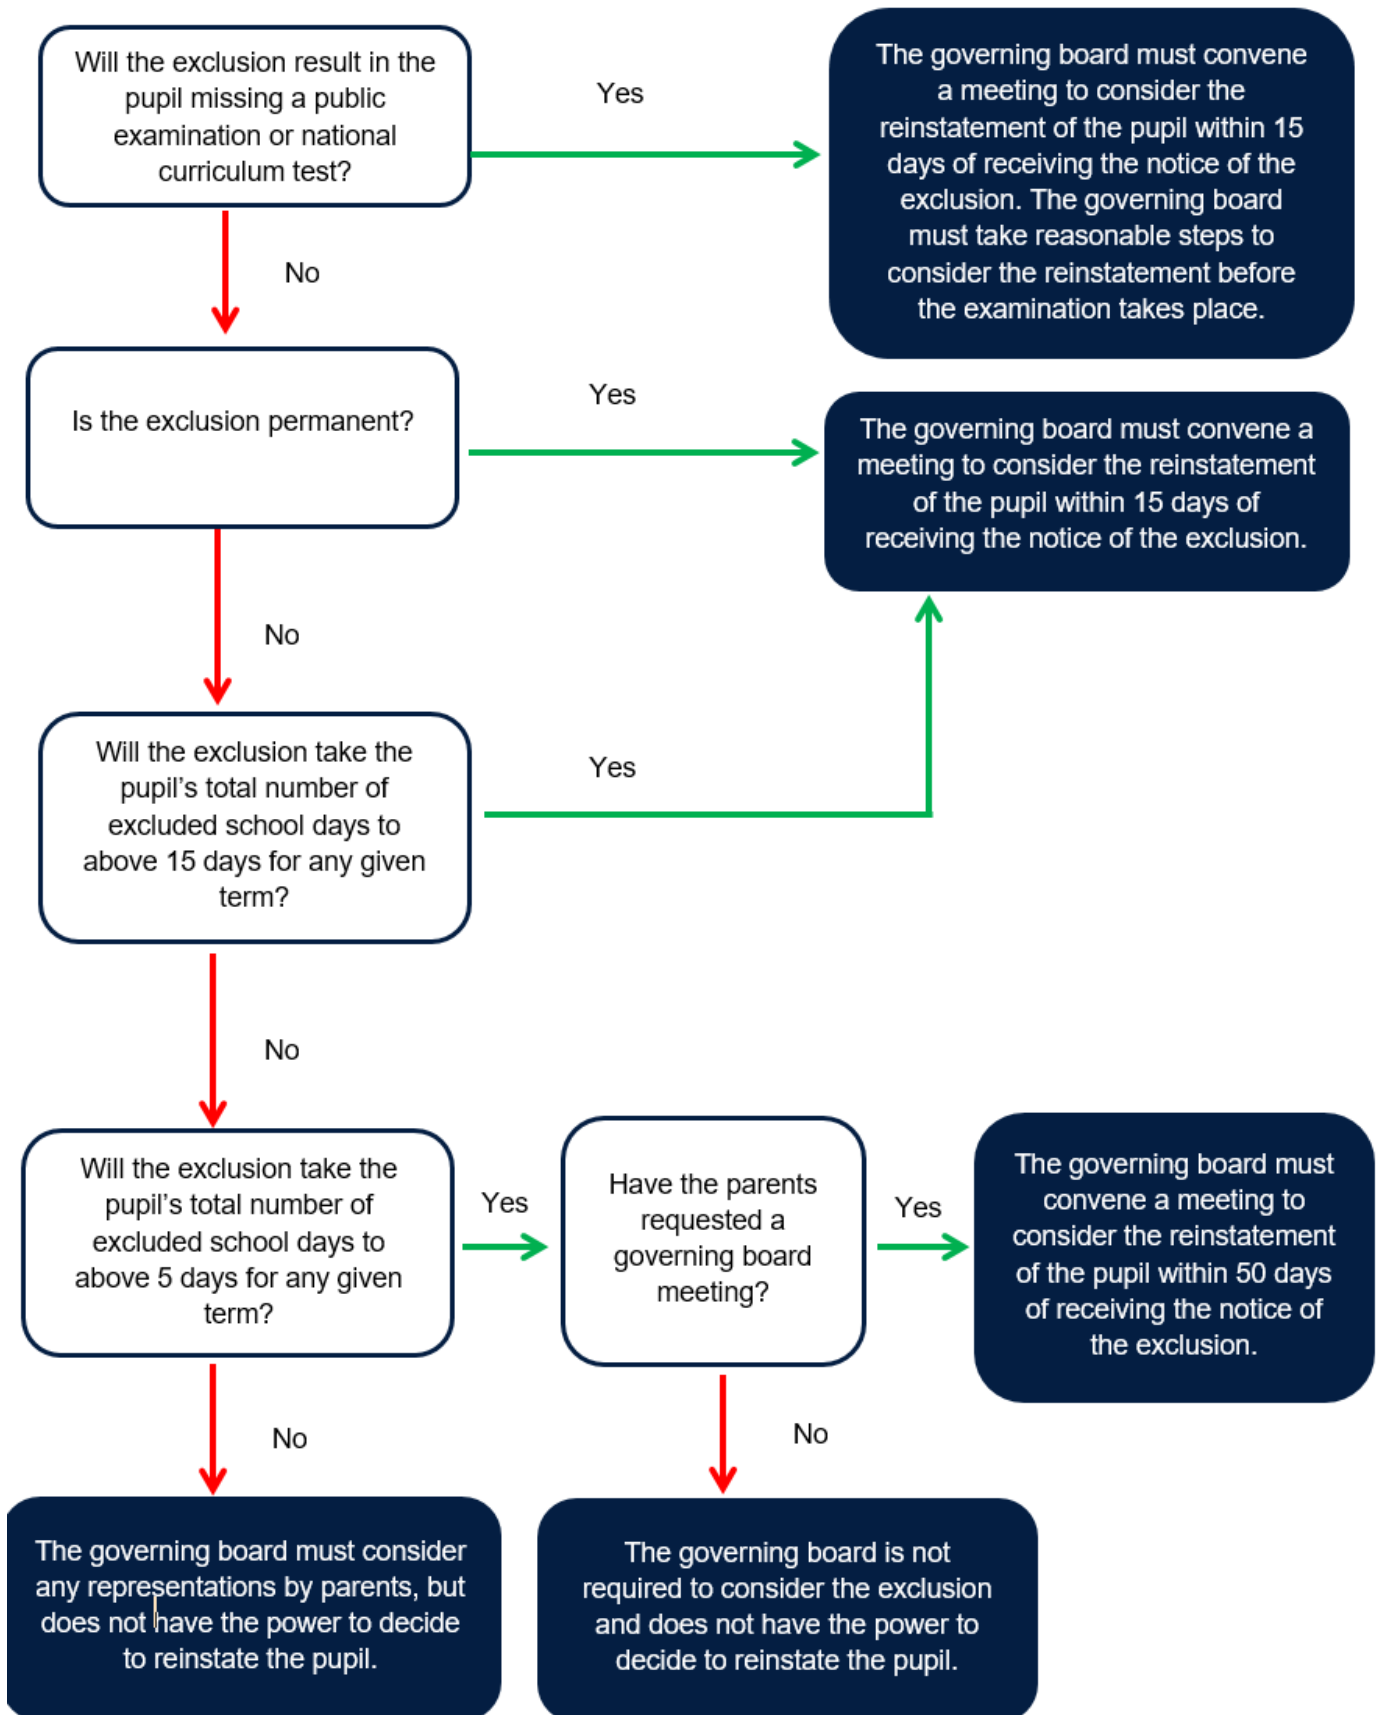 Will the exclusion result in the
pupil missing a public
examination or national
curriculum test?
Yes
The governing board must convene
a meeting to consider the
reinstatement of the pupil within 15
days of receiving the notice of the
exclusion. The governing board
must take reasonable steps to
consider the reinstatement before
the examination takes place.
No
Is the exclusion permanent?
Yes
The governing board must convene a
meeting to consider the reinstatement
of the pupil within 15 days of
receiving the notice of the exclusion.
No
Will the exclusion take the
pupil’s total number of
excluded school days to
above 15 days for any given
term?
Yes
No
Will the exclusion take the
pupil’s total number of
excluded school days to
above 5 days for any given
term?
Yes
Have the parents
requested a
governing board
meeting?
Yes
The governing board must
convene a meeting to
consider the reinstatement
of the pupil within 50 days
of receiving the notice of
the exclusion.
No
No
The governing board must consider
any representations by parents, but
does not have the power to decide
to reinstate the pupil.
The governing board is not
required to consider the exclusion
and does not have the power to
decide to reinstate the pupil.